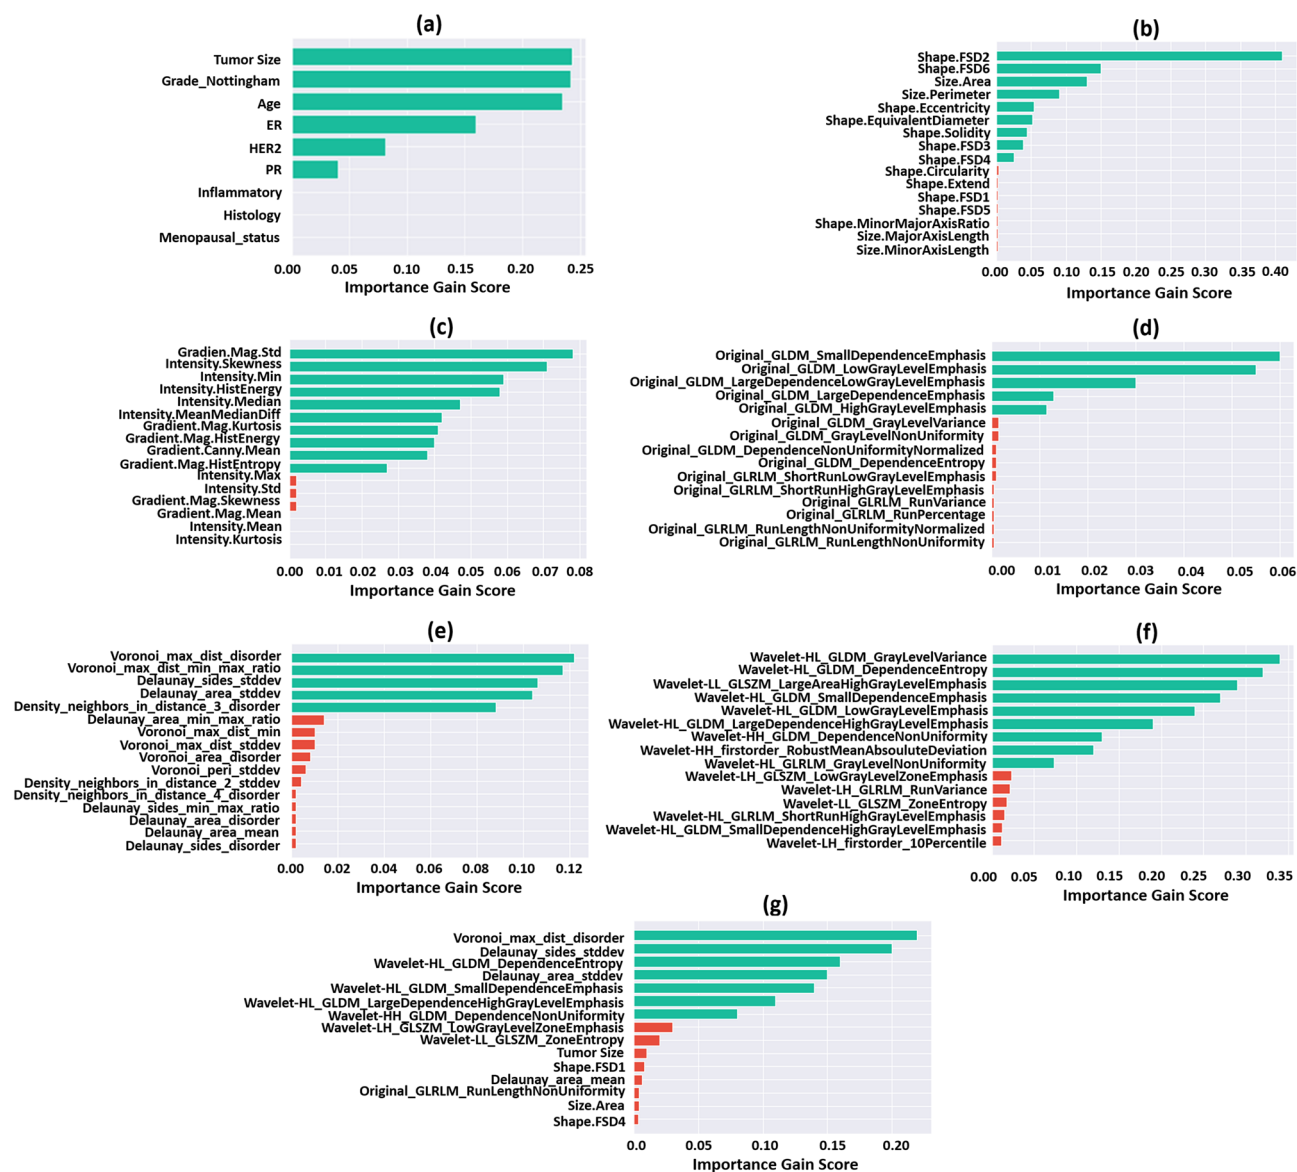 (a)
Tumor Size
Grade_Nottingham
Age
ER
HER2
PR
Inflammatory
Histology
Menopausal_status
0.00 0.05 0.10 0.15 0.20 0.25
Importance Gain Score
(b)
Shape.FSD2
Shape.FSD6
Size.Area
Size.Perimeter
Shape.Eccentricity
Shape.EquivalentDiameter
Shape.Solidity
Shape.FSD3
Shape.FSD4
Shape.Circularity
Shape.Extend
Shape.FSD1
Shape.FSD5
Shape.MinorMajorAxisRatio
Size.MajorAxisLength
Size.MinorAxisLength
0.00 0.05 0.10 0.15 0.20 0.25 0.30 0.35 0.40
Importance Gain Score
(c)
Gradien.Mag.Std
Intensity.Skewness
Intensity.Min
Intensity.HistEnergy
Intensity.Median
Intensity.MeanMedianDiff
Gradient.Mag.Kurtosis
Gradient.Mag.HistEnergy
Gradient.Canny.Mean
Gradient.Mag.HistEntropy
Intensity.Max
Intensity.Std
Gradient.Mag.Skewness
Gradient.Mag.Mean
Intensity.Mean
Intensity.Kurtosis
0.00 0.01 0.02 0.03 0.04 0.05 0.06 0.07 0.08
Importance Gain Score
(d)
Original_GLDM_SmallDependenceEmphasis
Original_GLDM_LowGrayLevelEmphasis
Original_GLDM_LargeDependenceLowGrayLevelEmphasis
Original_GLDM_LargeDependenceEmphasis
Original_GLDM_HighGrayLevelEmphasis
Original_GLDM_GrayLevelVariance
Original_GLDM_GrayLevelNonUniformity
Original_GLDM_DependenceNonUniformityNormalized
Original_GLDM_DependenceEntropy
Original_GLRLM_ShortRunLowGrayLevelEmphasis
Original_GLRLM_ShortRunHighGrayLevelEmphasis
Original_GLRLM_RunVariance
Original_GLRLM_RunPercentage
Original_GLRLM_RunLengthNonUniformityNormalized
Original_GLRLM_RunLengthNonUniformity
0.00 0.01 0.02 0.04 0.04 0.05 0.06
Importance Gain Score
(e)
Voronoi_max_dist_disorder
Voronoi_max_dist_min_max_ratio
Delaunay_sides_stddev
Delaunay_area_stddev
Density_neighbors_in_distance_3_disorder
Delaunay_area_min_max_ratio
Voronoi_max_dist_min
Voronoi_max_dist_stddev
Voronoi_area_disorder
Voronoi_peri_stddev
Density_neighbors_in_distance_2_stddev
Density_neighbors_in_distance_4_disorder
Delaunay_sides_min_max_ratio
Delaunay_area_disorder
Delaunay_area_mean
Delaunay_sides_disorder
0.00 0.02 0.04 0.06 0.08 0.10 0.12
Importance Gain Score
(f)
Wavelet-HL_GLDM_GrayLevelVariance
Wavelet-HL_GLDM_DependenceEntropy
Wavelet-LL_GLSZM_LargeAreaHighGrayLevelEmphasis
Wavelet-HL_GLDM_SmallDependenceEmphasis
Wavelet-HL_GLDM_LowGrayLevelEmphasis
Wavelet-HL_GLDM_LargeDependenceHighGrayLevelEmphasis
Wavelet-HH_GLDM_DependenceNonUniformity
Wavelet-HH_firstorder_RobustMeanAbsouluteDeviation
Wavelet-HL_GLRLM_GrayLevelNonUniformity
Wavelet-LH_GLSZM_LowGrayLevelZoneEmphasis
Wavelet-LH_GLRLM_RunVariance
Wavelet-LL_GLSZM_ZoneEntropy
Wavelet-HL_GLRLM_ShortRunHighGrayLevelEmphasis
Wavelet-HL_GLDM_SmallDependenceHighGrayLevelEmphasis
Wavelet-LH_firstorder_10Percentile
0.00 0.05 0.10 0.15 0.20 0.25 0.30 0.35
Importance Gain Score
(g)
Voronoi_max_dist_disorder
Delaunay_sides_stddev
Wavelet-HL_GLDM_DependenceEntropy
Delaunay_area_stddev
Wavelet-HL_GLDM_SmallDependenceEmphasis
Wavelet-HL_GLDM_LargeDependenceHighGrayLevelEmphasis
Wavelet-HH_GLDM_DependenceNonUniformity
Wavelet-LH_GLSZM_LowGrayLevelZoneEmphasis
Wavelet-LL_GLSZM_ZoneEntropy
Tumor Size
Shape.FSD1
Delaunay_area_mean
Original_GLRLM_RunLengthNonUniformity
Size.Area
Shape.FSD4
0.0 0.05 0.10 0.15 0.20
Importance Gain Score